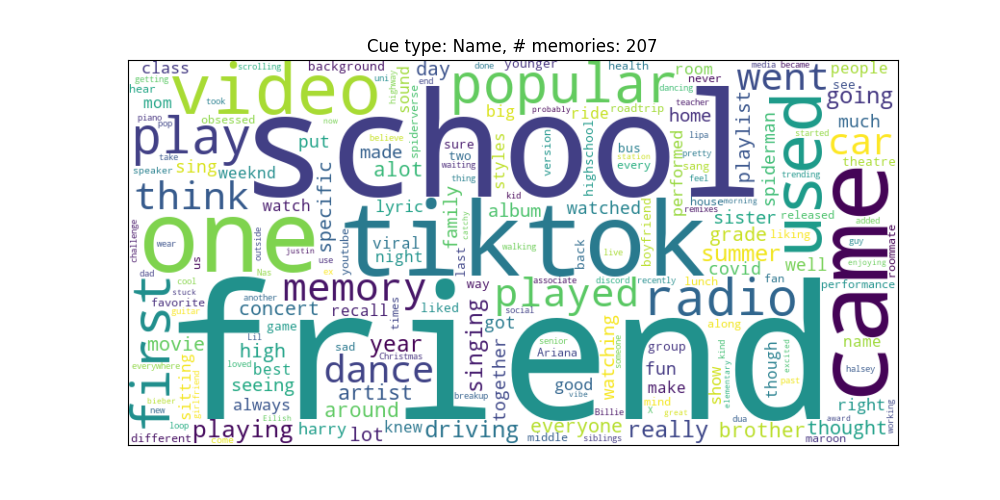 Cue type: Name, # memories: 207
class scrolling background uni highway sound day end done younger health room media became people
getting hear video popular dancing never went see going
mom took obsessed now spiderverse big probably ride roadtrip teacher home playlist much
piano pop play put believe made sure two styles version bus station highschool every performed lipa pretty sang spiderman started car
take sing alot waiting thing school feel trending theatre
speaker weeknd specific kid house morning used
think watch lyric family catchy album watched boyfriend remixes sister released added came
challenge wear one outside justin us use youtube viral night tiktok walking back live grade liking guy enjoying roommate
last summer covid well
dad cool Nas ex memory way associate discord recently lunch fan performance
stuck favorite another concert recall times liked played radio along name
first guitar game social
movie Lil sad year Christmas singing got senior watching someone group show kind though excited halsey
everywhere high best dance together Ariana fun elementary past
sitting girlfriend seeing loved artist breakup good vibe make mind right
bieber new always friend around Billie X great dua award working
loop Eilish harry knew everyone brother thought
different come playing lot driving middle siblings really maroon